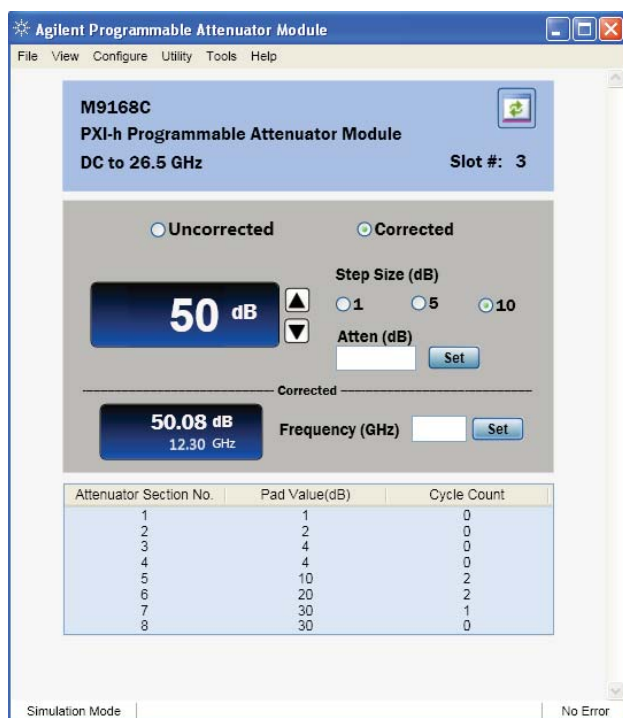 Agilent Programmable Attenuator Module
File View Configure Utility Tools Help
M9168C
PXI-h Programmable Attenuator Module
DC to 26.5 GHz Slot #: 3
Uncorrected Corrected
Step Size (dB)
50 dB
1 5 10
Atten (dB)
Set
Corrected
50.08 dB
12.30 GHz
Frequency (GHz) Set
Attenuator Section No. Pad Value(dB) Cycle Count
1 1 0
2 2 0
3 4 0
4 4 0
5 10 2
6 20 2
7 30 1
8 30 0
Simulation Mode No Error